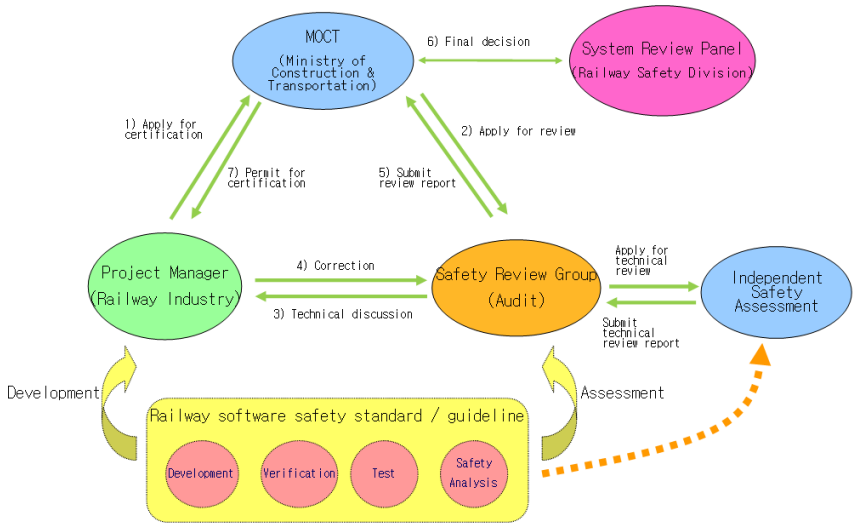 MOCT
(Ministry of
Construction &
Transportation)
6) Final decision
System Review Panel
(Railway Safety Division)
1) Apply for
certification
2) Apply for review
7) Permit for
certification
5) Submit
review report
Project Manager
(Railway Industry)
4) Correction
3) Technical discussion
Safety Review Group
(Audit)
Apply for
technical
review
Submit
technical
review report
Independent
Safety
Assessment
Development
Assessment
Railway software safety standard / guideline
Development
Verification
Test
Safety
Analysis